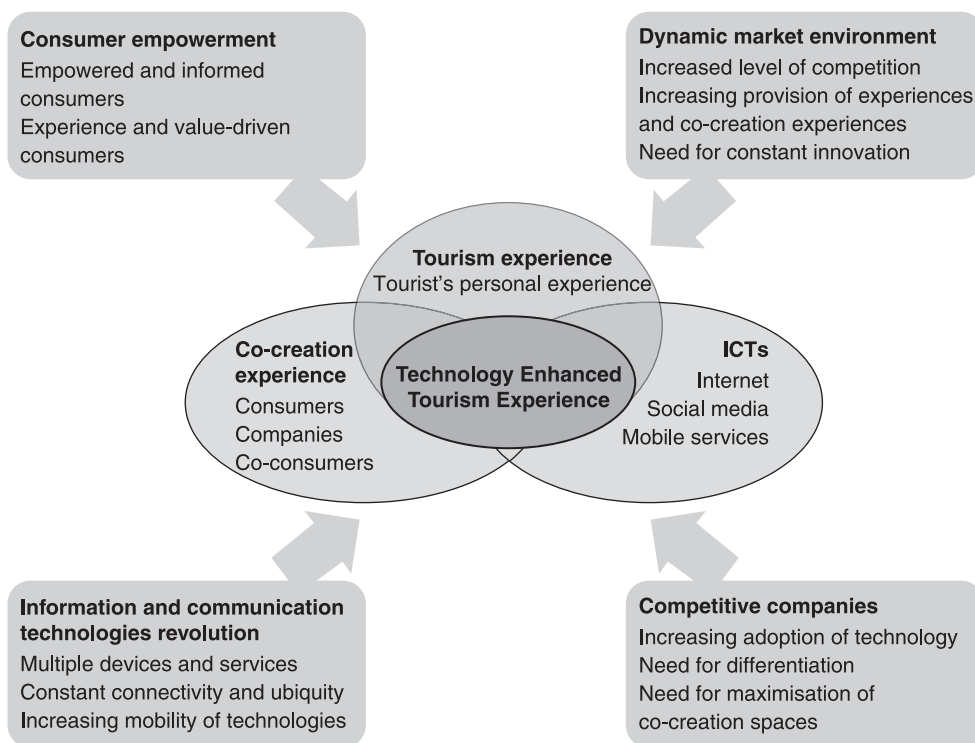 Consumer empowerment
Empowered and informed
consumers
Experience and value-driven
consumers
Dynamic market environment
Increased level of competition
Increasing provision of experiences
and co-creation experiences
Need for constant innovation
Tourism experience
Tourist's personal experience
Co-creation
experience
Consumers
Companies
Co-consumers
Technology Enhanced
Tourism Experience
ICTs
Internet
Social media
Mobile services
Information and communication
technologies revolution
Multiple devices and services
Constant connectivity and ubiquity
Increasing mobility of technologies
Competitive companies
Increasing adoption of technology
Need for differentiation
Need for maximisation of
co-creation spaces